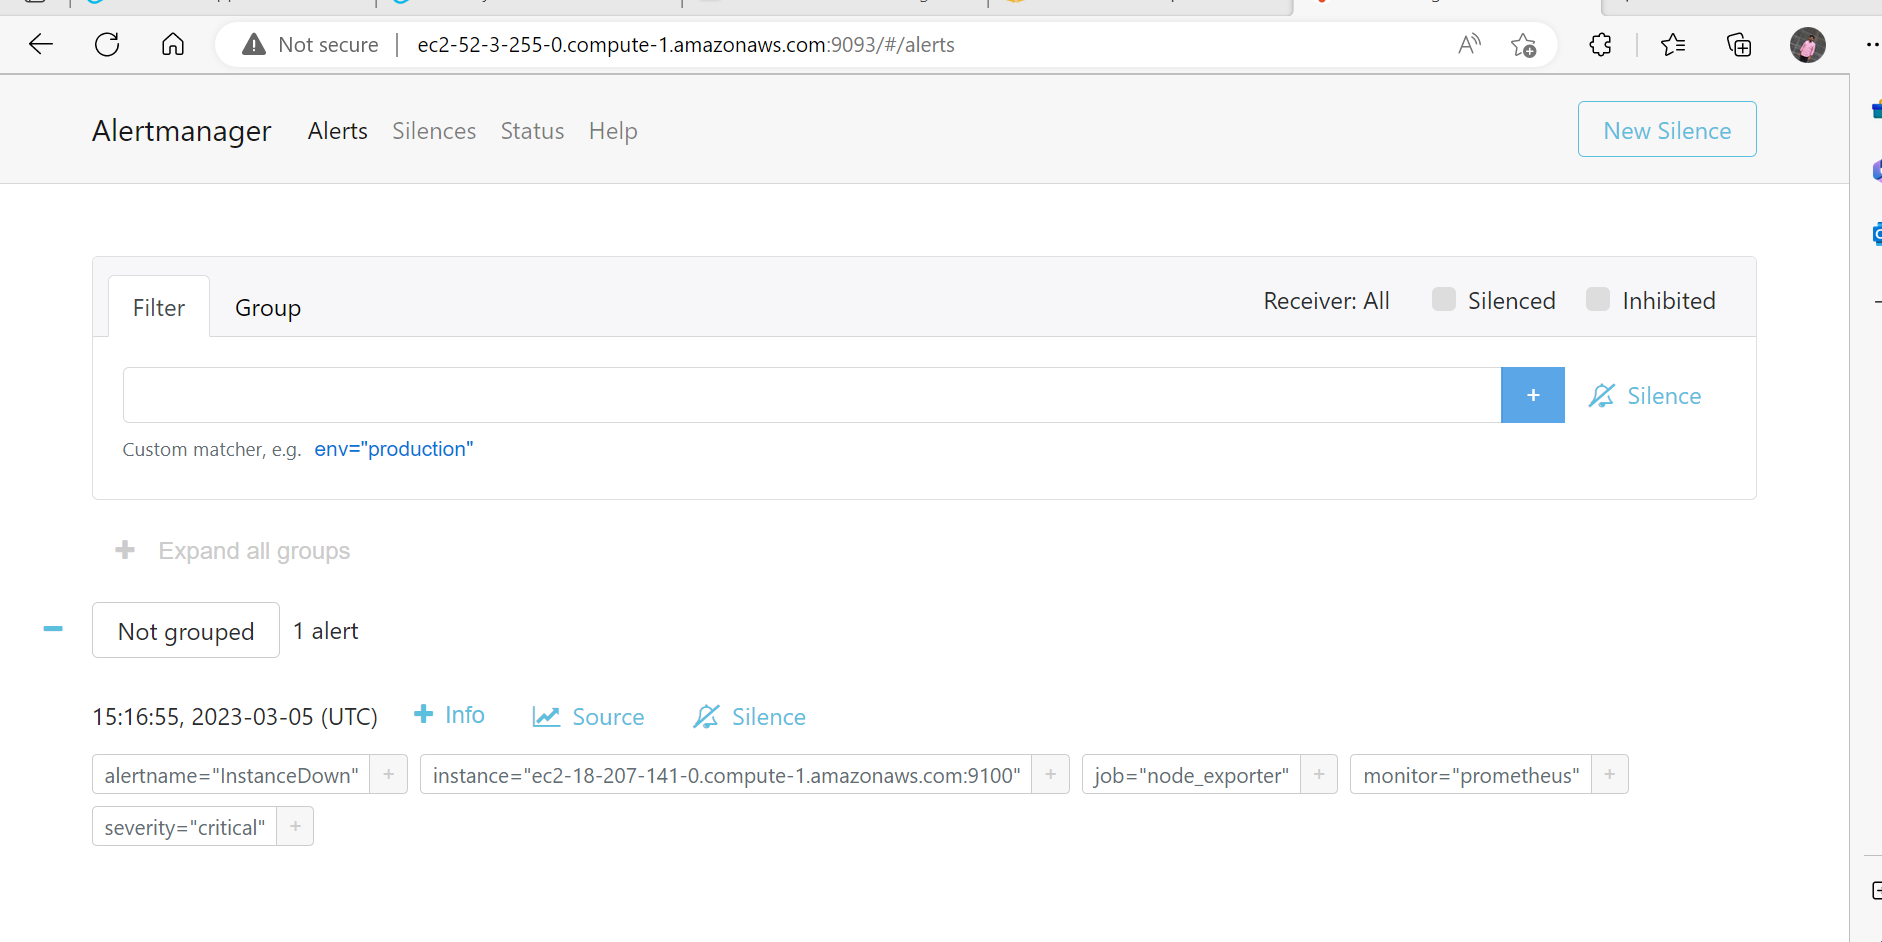 Not secure | ec2-52-3-255-0.compute-1.amazonaws.com:9093/#/alerts
Alertmanager Alerts Silences Status Help New Silence
Filter Group Receiver: All Silenced Inhibited
+ Silence
Custom matcher, e.g. env="production"
+ Expand all groups
Not grouped 1 alert
15:16:55, 2023-03-05 (UTC) + Info Source Silence
alertname="InstanceDown" + instance="ec2-18-207-141-0.compute-1.amazonaws.com:9100" + job="node_exporter" + monitor="prometheus" +
severity="critical" +